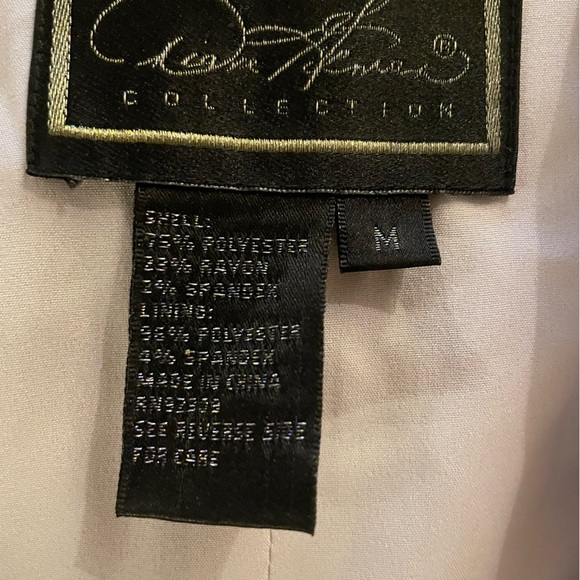 ®
COLLECTION
M
SHELL:
75% POLYESTER
23% RAYON
2% SPANDEX
LINING:
96% POLYESTER
4% SPANDEX
MADE IN CHINA
SEE REVERSE SIDE
FOR CARE